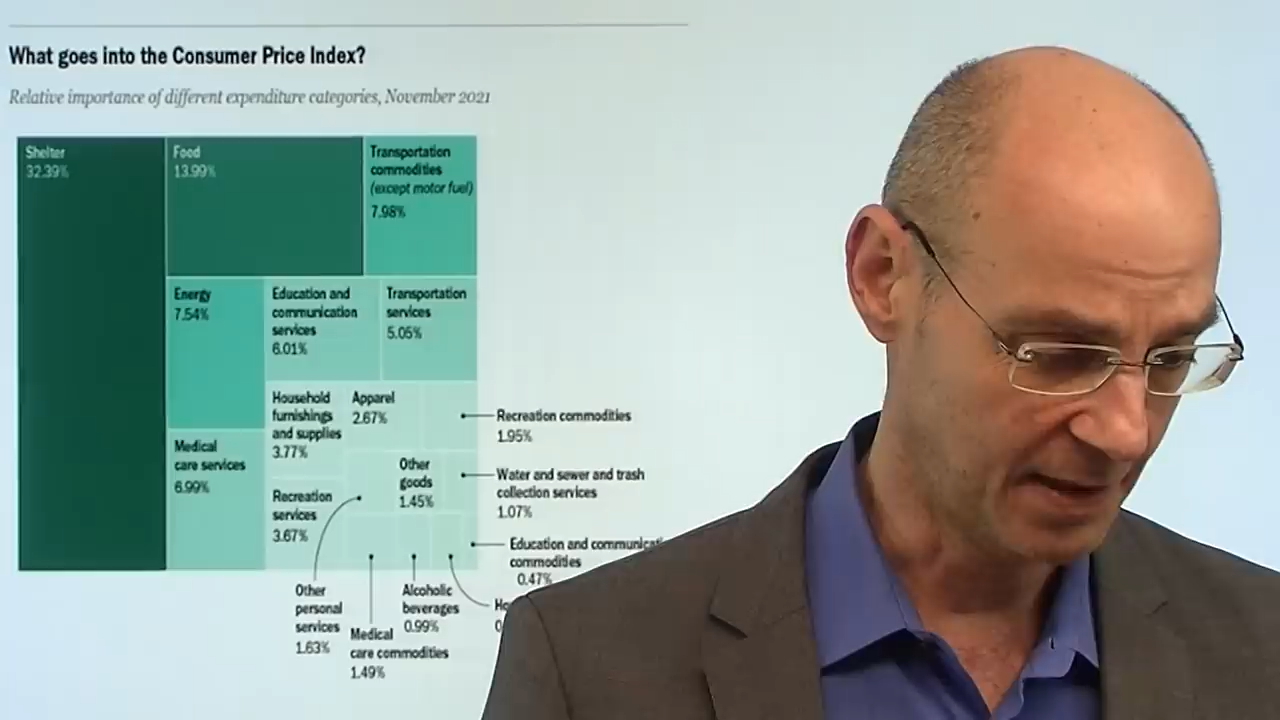 What goes into the Consumer Price Index?
Relative importance of different expenditure categories, November 2021
Shelter
32.39%
Food
13.99%
Transportation
commodities
(except motor fuel)
7.98%
Energy
7.54%
Education and
communication
services
6.01%
Transportation
services
5.05%
Medical
care services
6.99%
Household
furnishings
and supplies
3.77%
Apparel
2.67%
Recreation commodities
1.95%
Other
goods
1.45%
Water and sewer and trash
collection services
1.07%
Recreation
services
3.67%
Education and
commodities
0.47%
Other
personal
services
1.63%
Medical
care commodities
1.49%
Alcoholic
beverages
0.99%